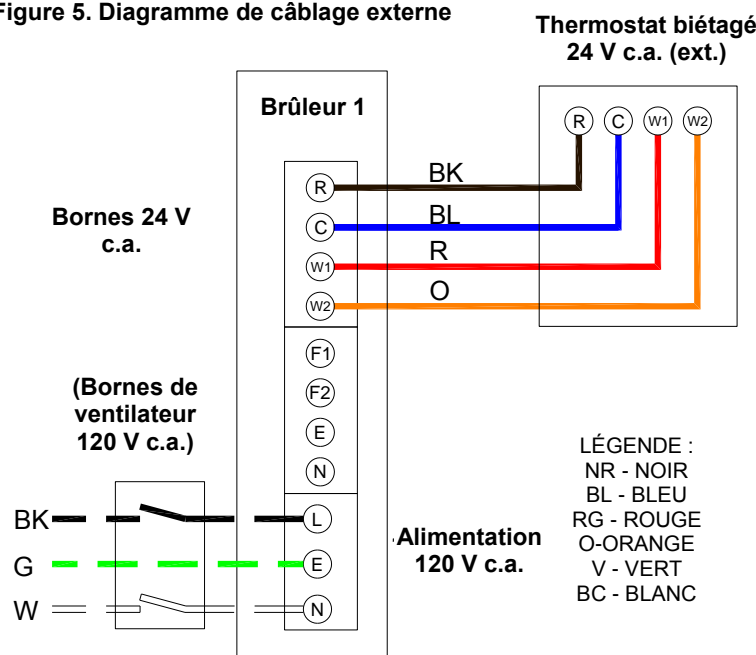 Figure 5. Diagramme de câblage externe
Thermostat biétagé
24 V c.a. (ext.)
Brûleur 1
R C W1 W2
Bornes 24 V
c.a.
R
C
W1
W2
BK
BL
R
O
F1
F2
E
N
(Bornes de
ventilateur
120 V c.a.)
BK
G
W
L
E
N
Alimentation
120 V c.a.
LÉGENDE :
NR - NOIR
BL - BLEU
RG - ROUGE
O-ORANGE
V - VERT
BC - BLANC